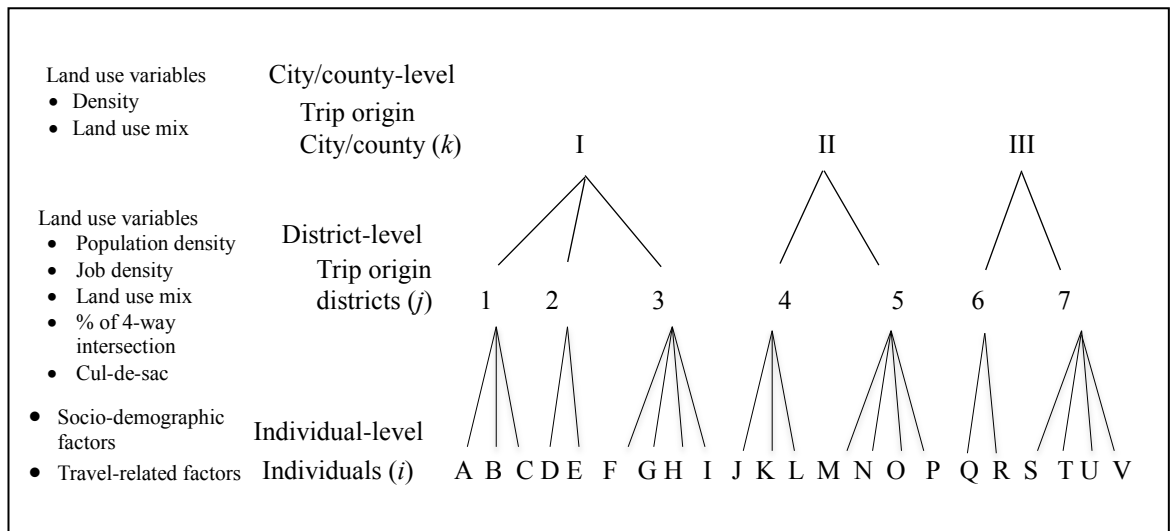 Land use variables
• Density
• Land use mix
City/county-level
Trip origin
City/county (k)
I II III
Land use variables
• Population density
• Job density
• Land use mix
• % of 4-way
intersection
• Cul-de-sac
District-level
Trip origin
districts (j)
1 2 3 4 5 6 7
• Socio-demographic
factors
• Travel-related factors
Individual-level
Individuals (i)
A B C D E F G H I J K L M N O P Q R S T U V